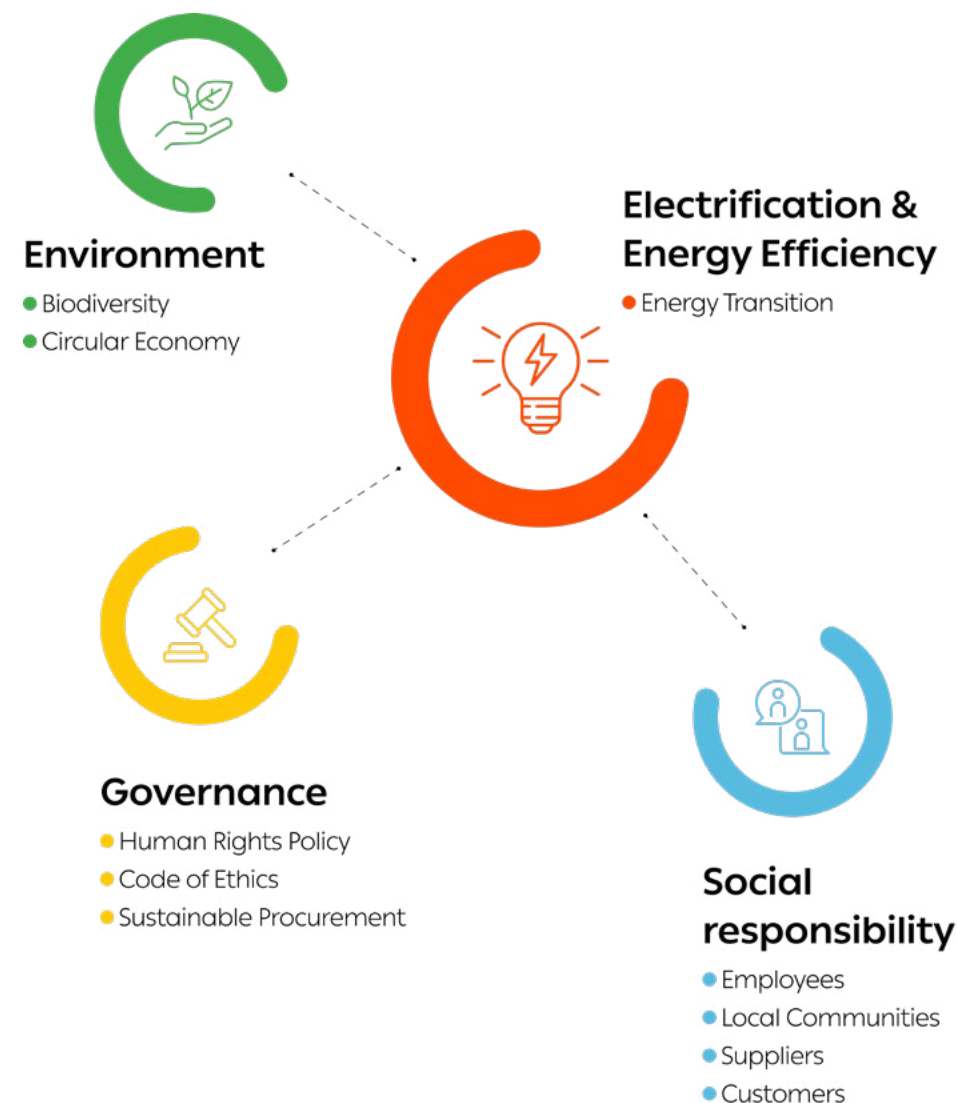 Environment
Biodiversity
Circular Economy
Electrification &
Energy Efficiency
Energy Transition
Governance
Human Rights Policy
Code of Ethics
Sustainable Procurement
Social
responsibility
Employees
Local Communities
Suppliers
Customers